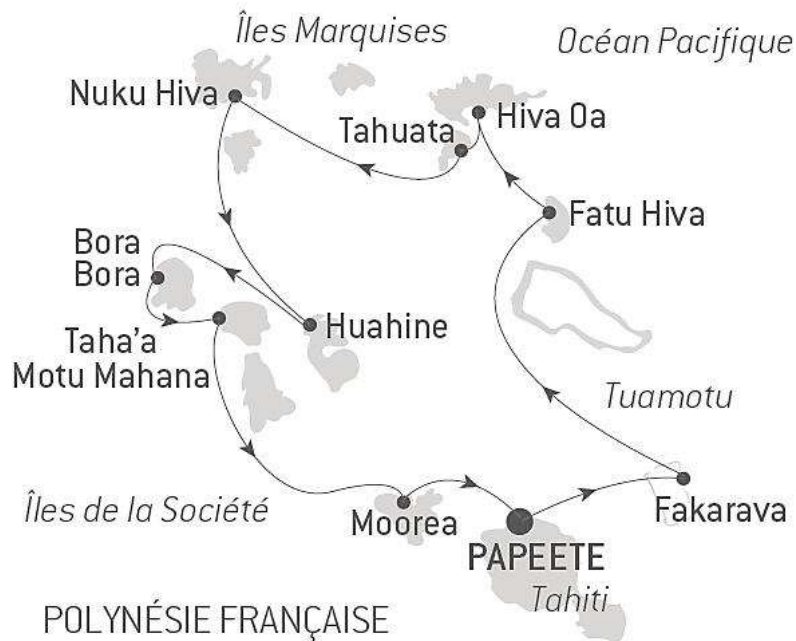 Îles Marquises
Océan Pacifique
Nuku Hiva
Hiva Oa
Tahuata
Fatu Hiva
Bora
Bora
Huahine
Taha'a
Motu Mahana
Tuamotu
Îles de la Société
Moorea
Fakarava
PAPEETE
Tahiti
POLYNÉSIE FRANÇAISE